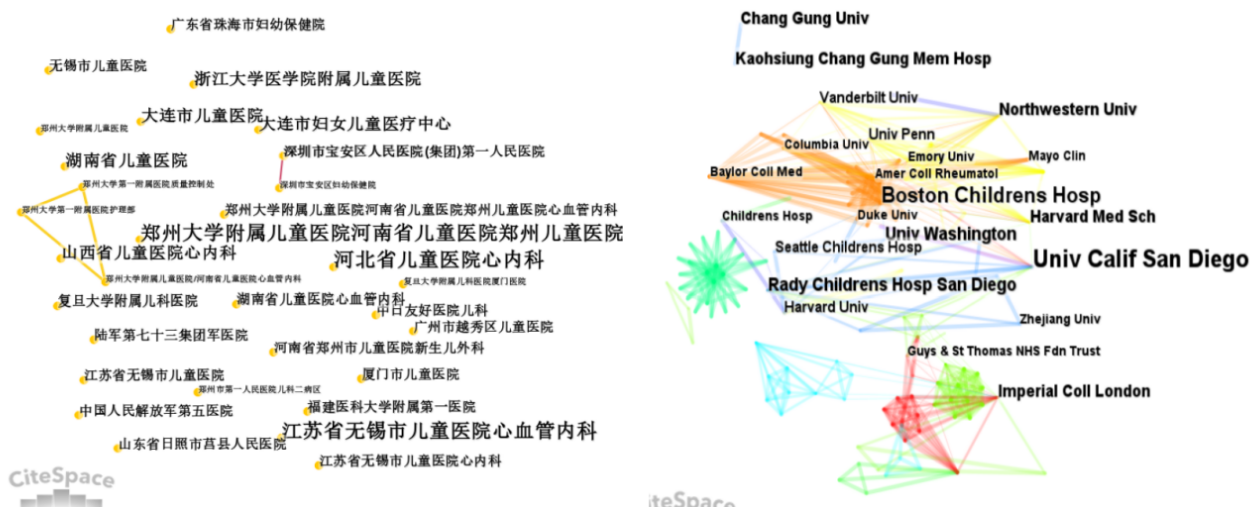 广东省珠海市妇幼保健院
无锡市儿童医院
浙江大学医学院附属儿童医院
大连市儿童医院
郑州大学附属儿童医院
大连市妇女儿童医疗中心
深圳市宝安区人民医院(集团)第一人民医院
湖南省儿童医院
郑州大学第一附属医院质量控制处
深圳市宝安区妇幼保健院
郑州大学第一附属医院护理部
郑州大学附属儿童医院河南省儿童医院郑州儿童医院心血管内科
郑州大学附属儿童医院河南省儿童医院郑州儿童医院
山西省儿童医院心内科
河北省儿童医院心内科
郑州大学附属儿童医院/河南省儿童医院心血管内科
复旦大学附属儿科医院厦门医院
复旦大学附属儿科医院
湖南省儿童医院心血管内科
中日友好医院儿科
广州市越秀区儿童医院
陆军第七十三集团军医院
河南省郑州市儿童医院新生儿外科
江苏省无锡市儿童医院
厦门市儿童医院
郑州市第一人民医院儿科二病区
中国人民解放军第五医院
福建医科大学附属第一医院
江苏省无锡市儿童医院心血管内科
山东省日照市莒县人民医院
江苏省无锡市儿童医院心内科
CiteSpace
Chang Gung Univ
Kaohsiung Chang Gung Mem Hosp
Vanderbilt Univ
Northwestern Univ
Univ Penn
Columbia Univ
Emory Univ
Mayo Clin
Baylor Coll Med
Amer Coll Rheumatol
Boston Childrens Hosp
Childrens Hosp
Duke Univ
Harvard Med Sch
Univ Washington
Seattle Childrens Hosp
Univ Calif San Diego
Rady Childrens Hosp San Diego
Harvard Univ
Zhejiang Univ
Guys & St Thomas NHS Fdn Trust
Imperial Coll London
iteSpace